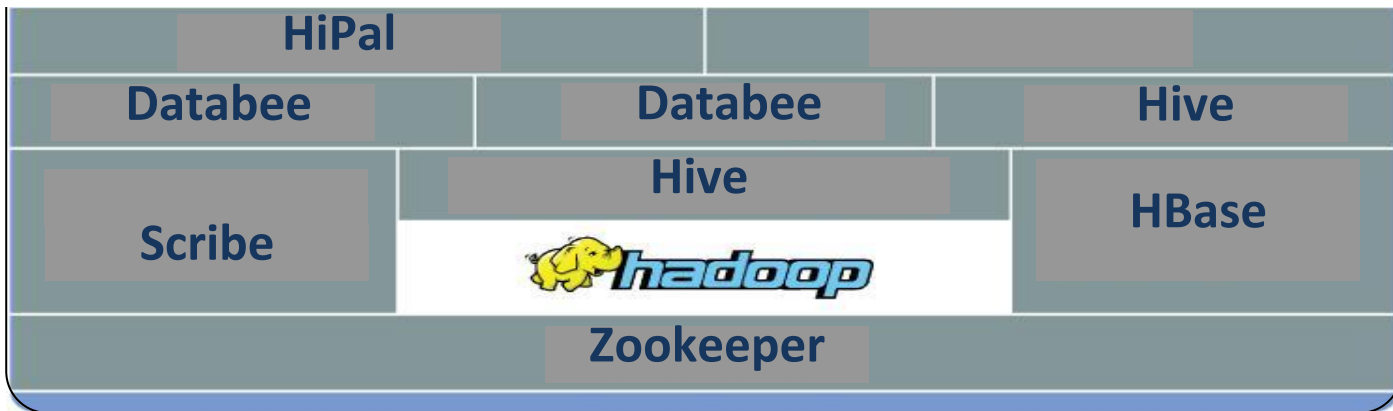 HiPal
Databee
Databee
Hive
Hive
Scribe
HBase
hadoop
Zookeeper